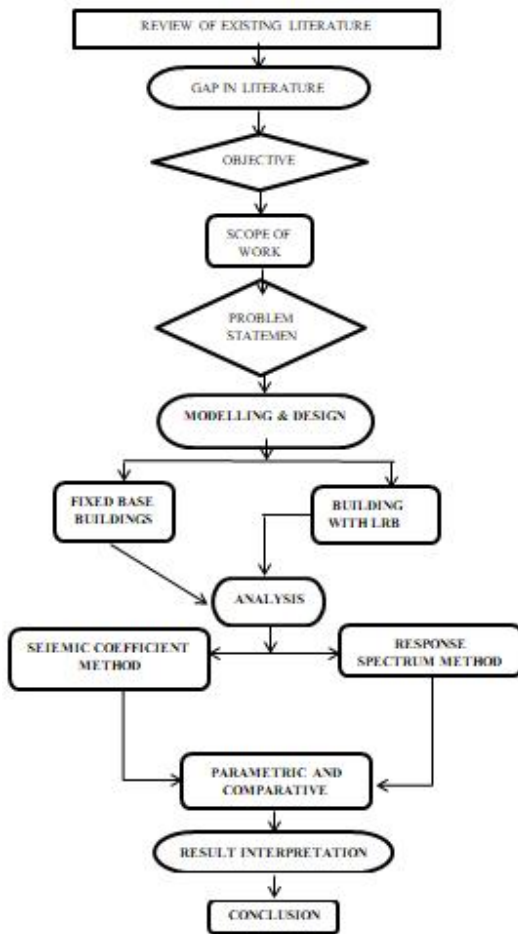 REVIEW OF EXISTING LITERATURE
GAP IN LITERATURE
OBJECTIVE
SCOPE OF
WORK
PROBLEM
STATEMEN
MODELLING & DESIGN
FIXED BASE
BUILDINGS
BUILDING
WITH LRB
ANALYSIS
SEIEMIC COEFFICIENT
METHOD
RESPONSE
SPECTRUM METHOD
PARAMETRIC AND
COMPARATIVE
RESULT INTERPRETATION
CONCLUSION